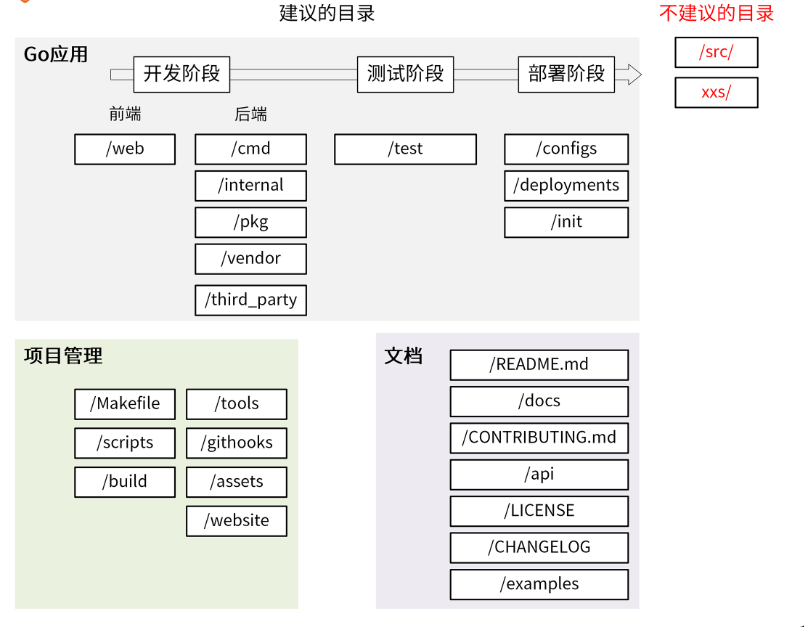 建议的目录
不建议的目录
Go应用
开发阶段
测试阶段
部署阶段
/src/
xxs/
前端
后端
/web
/cmd
/test
/configs
/internal
/deployments
/pkg
/init
/vendor
/third_party
项目管理
/Makefile
/tools
/scripts
/githooks
/build
/assets
/website
文档
/README.md
/docs
/CONTRIBUTING.md
/api
/LICENSE
/CHANGELOG
/examples